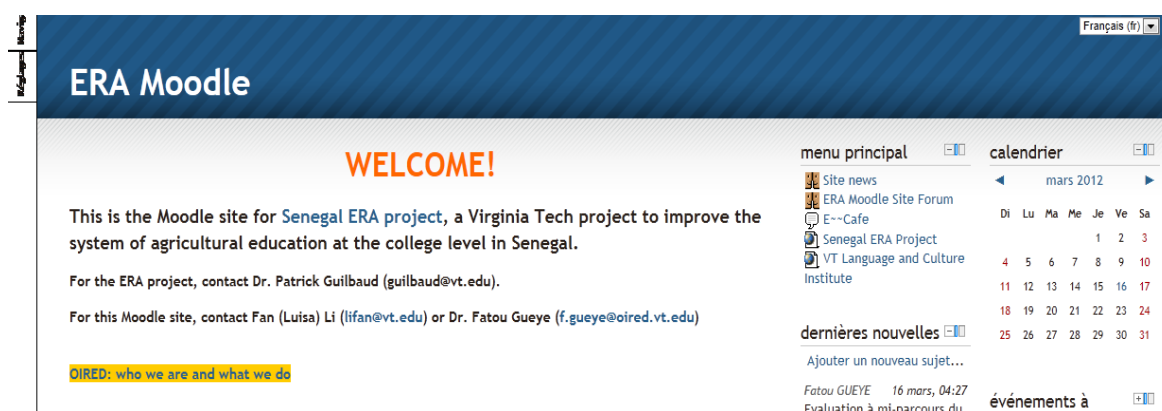 Navig
Réglages
Français (fr)
ERA Moodle
WELCOME!
This is the Moodle site for Senegal ERA project, a Virginia Tech project to improve the
system of agricultural education at the college level in Senegal.
For the ERA project, contact Dr. Patrick Guilbaud (guilbaud@vt.edu).
For this Moodle site, contact Fan (Luisa) Li (lifan@vt.edu) or Dr. Fatou Gueye (f.gueye@oired.vt.edu)
OIRED: who we are and what we do
menu principal
Site news
ERA Moodle Site Forum
E~~Cafe
Senegal ERA Project
VT Language and Culture
Institute
dernières nouvelles
Ajouter un nouveau sujet...
Fatou GUEYE 16 mars, 04:27
Evaluation à mi-parcours du
calendrier
mars 2012
Di Lu Ma Me Je Ve Sa
1 2 3
4 5 6 7 8 9 10
11 12 13 14 15 16 17
18 19 20 21 22 23 24
25 26 27 28 29 30 31
événements à